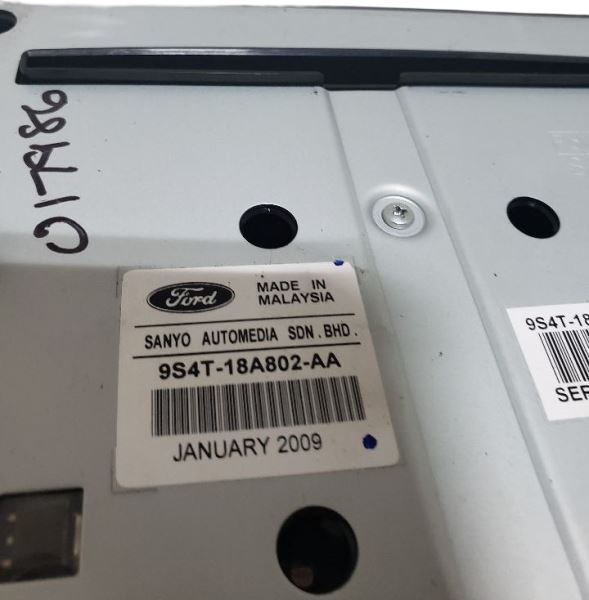 Ford
MADE IN
MALAYSIA
SANYO AUTOMEDIA SDN.BHD.
9S4T-18A802-AA
JANUARY 2009
9S4T-18
SER